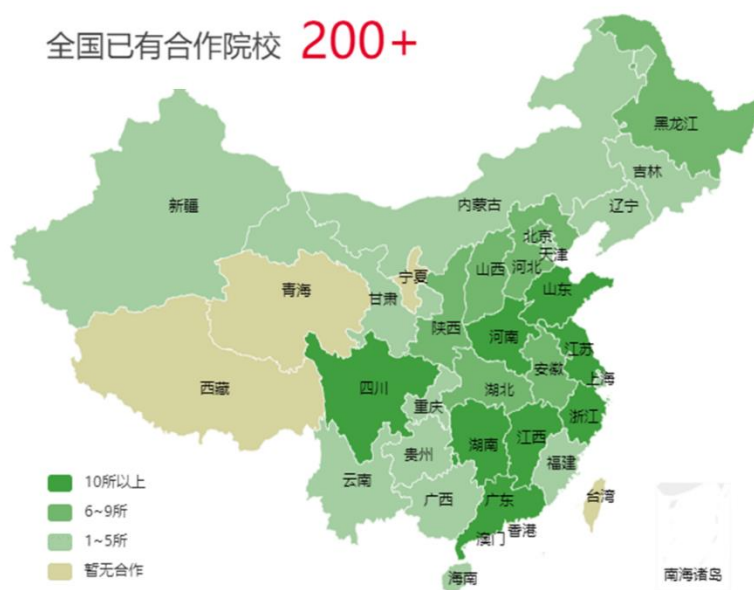 全国已有合作院校 200+
黑龙江
吉林
新疆
内蒙古
辽宁
北京
天津
宁夏
山西
河北
青海
甘肃
山东
陕西
河南
江苏
安徽
上海
西藏
四川
湖北
重庆
浙江
湖南
江西
贵州
福建
云南
广西
广东
台湾
香港
澳门
海南
南海诸岛
10所以上
6~9所
1~5所
暂无合作